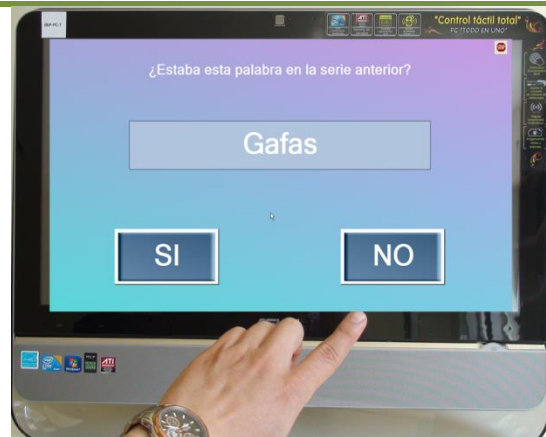 "Control táctil total"
PC "TODO EN UNO"
¿Estaba esta palabra en la serie anterior?
Gafas
SI
NO